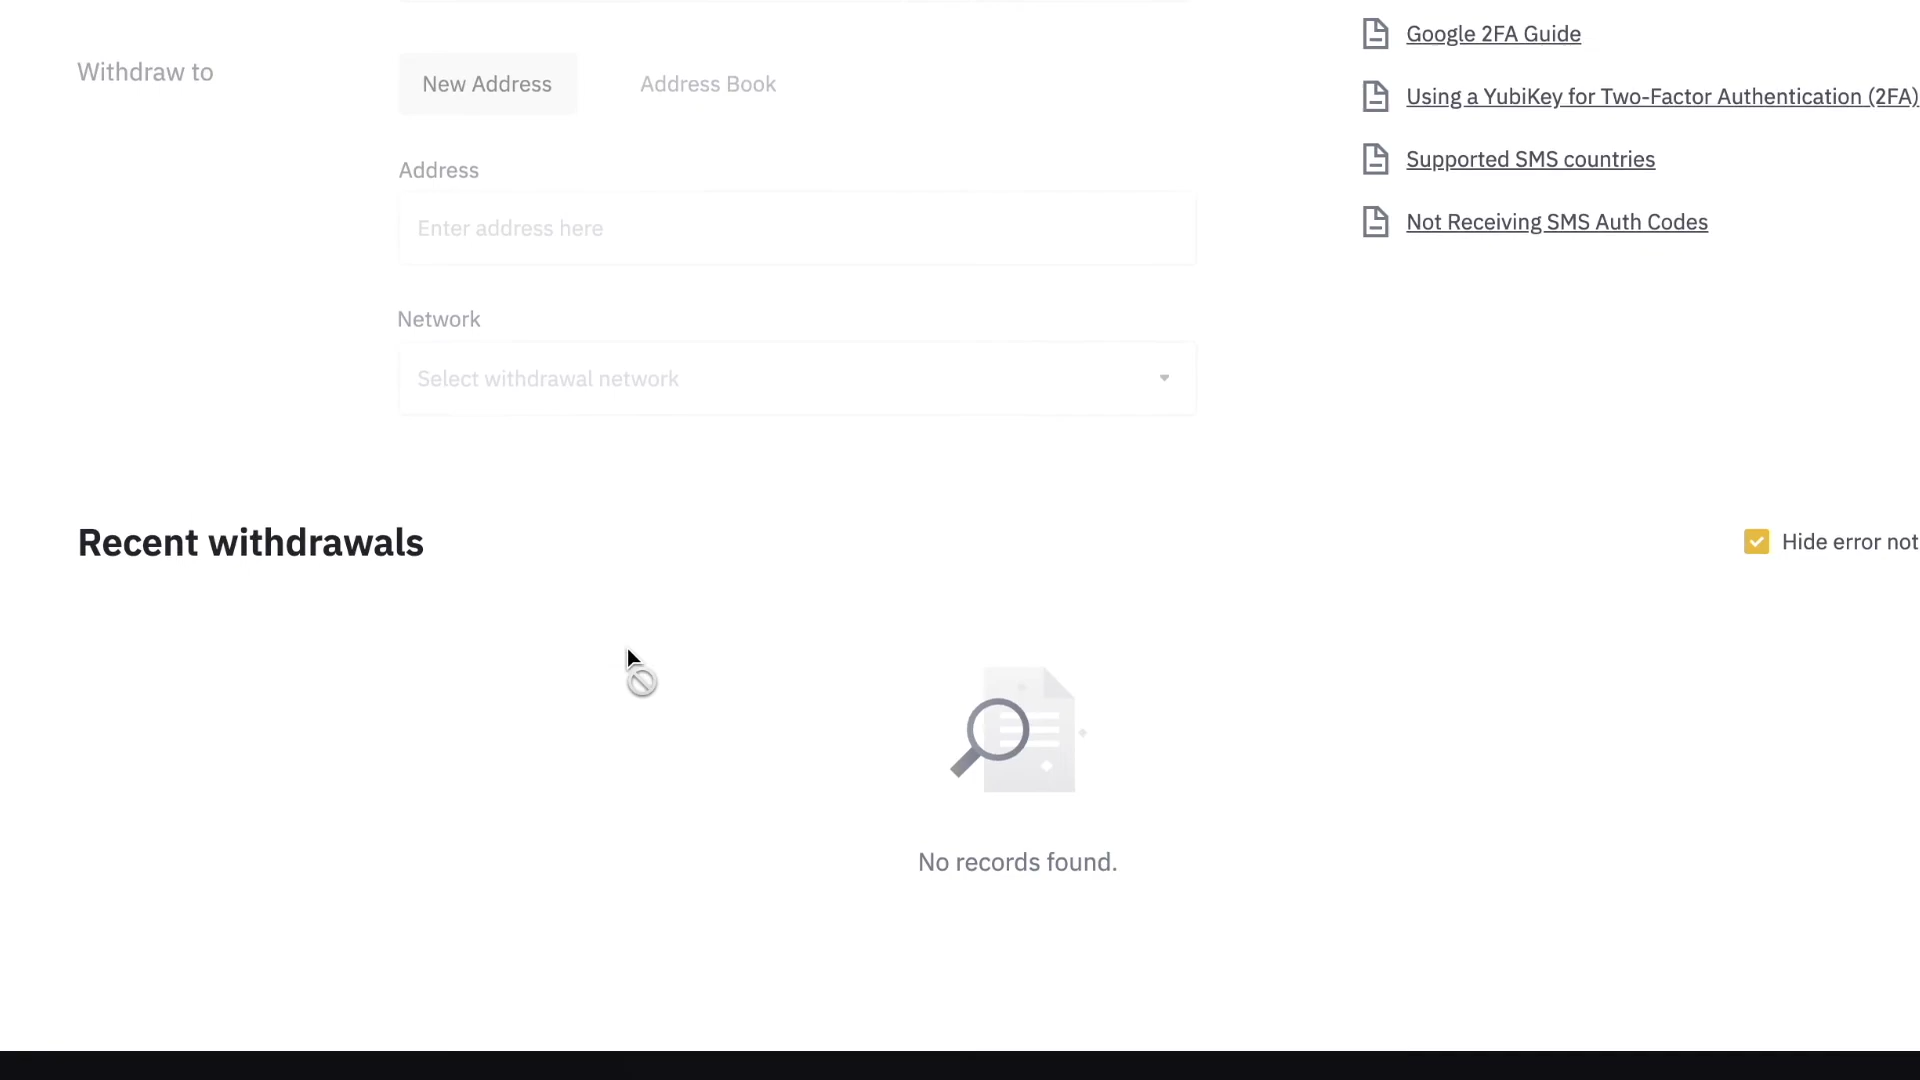 Google 2FA Guide
Withdraw to
New Address
Address Book
Using a YubiKey for Two-Factor Authentication (2FA)
Supported SMS countries
Address
Enter address here
Not Receiving SMS Auth Codes
Network
Select withdrawal network
Recent withdrawals
Hide error not
No records found.